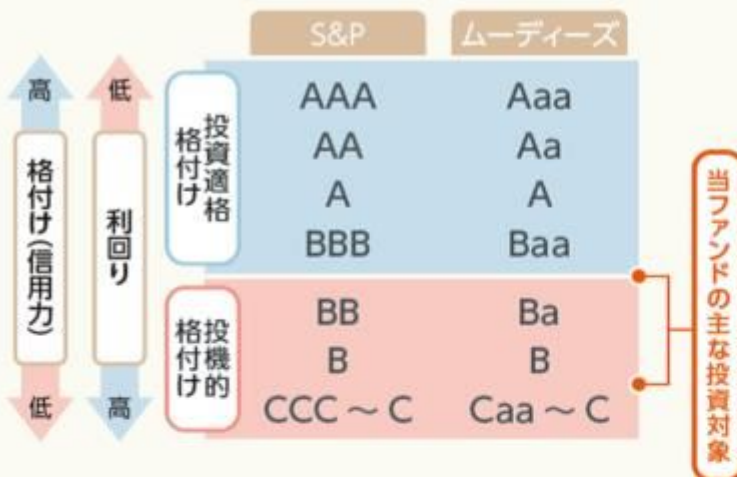 S&P ムーディーズ
高
格付け(信用力)
低
低
利回り
高
投資適格
格付け
AAA Aaa
AA Aa
A A
BBB Baa
投機的
格付け
BB Ba
B B
CCC ～ C Caa ～ C
当ファンドの主な投資対象